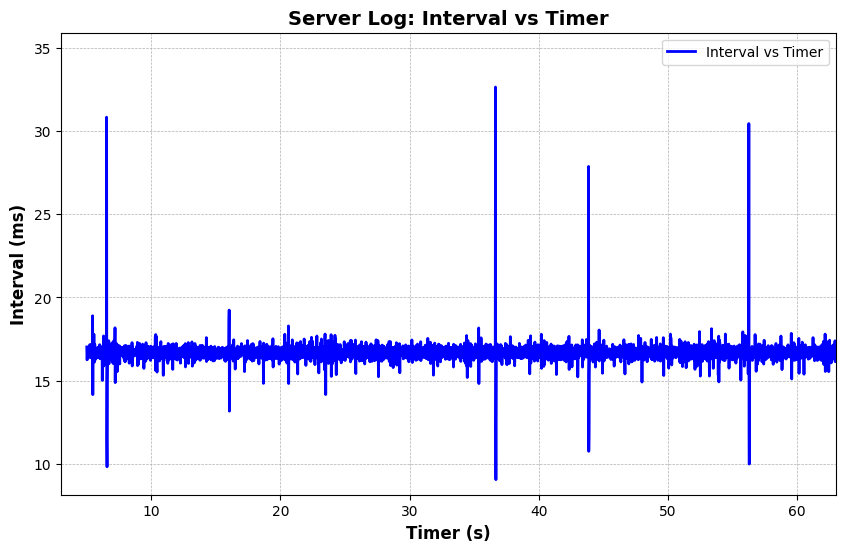 Server Log: Interval vs Timer
Interval vs Timer
35
30
25
20
15
10
Interval (ms)
10 20 30 40 50 60
Timer (s)